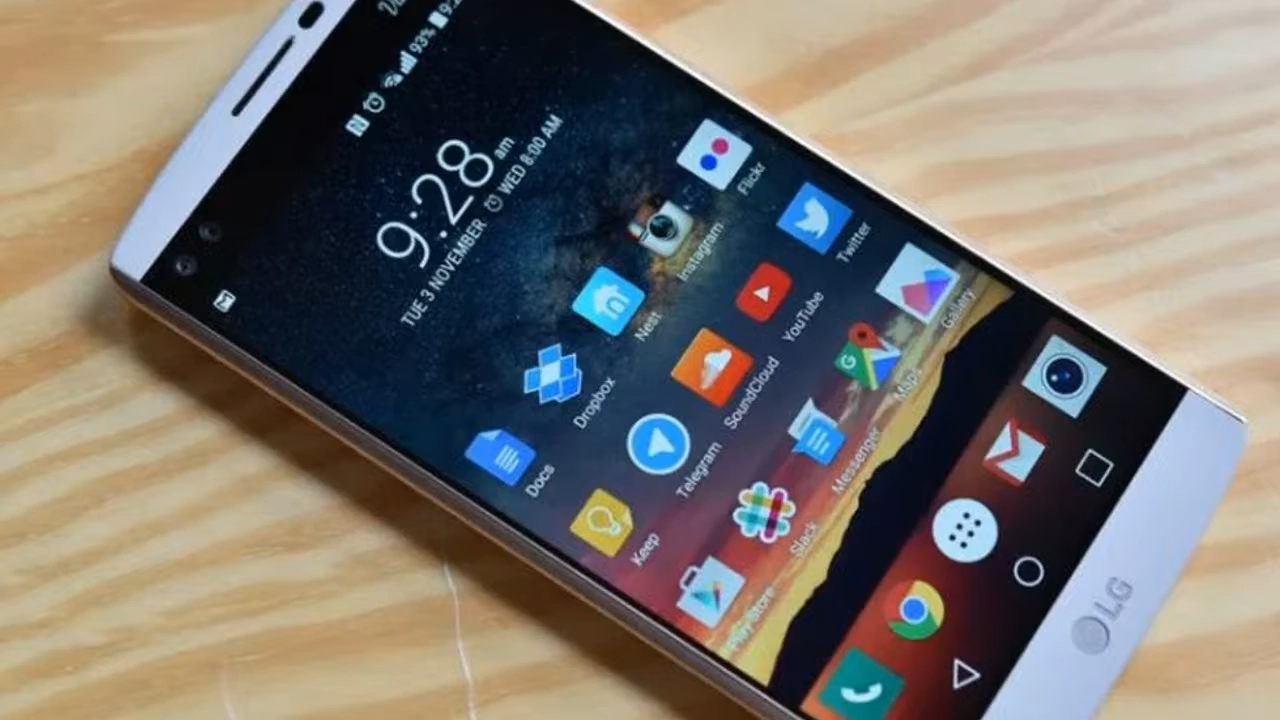 93%
9:28 am
TUE 3 NOVEMBER WED 8:00 AM
Docs
Dropbox
Nest
Instagram
Flickr
Keep
Telegram
SoundCloud
YouTube
Twitter
Play Store
Slack
Messenger
Maps
Gallery
G
LG